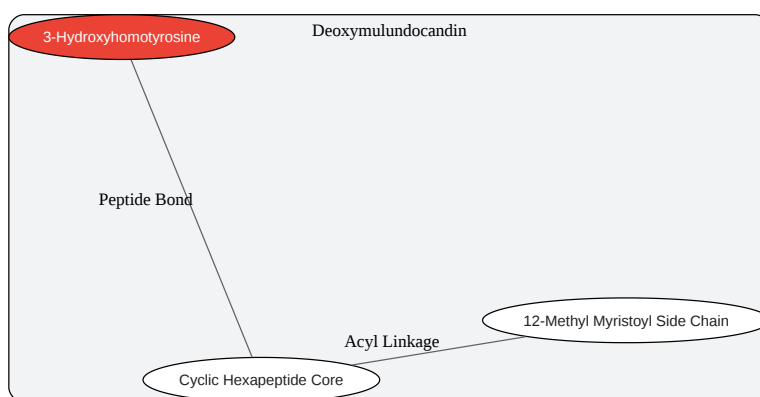 3-Hydroxyhomotyrosine
Deoxymulundocandin
Peptide Bond
12-Methyl Myristoyl Side Chain
Acyl Linkage
Cyclic Hexapeptide Core